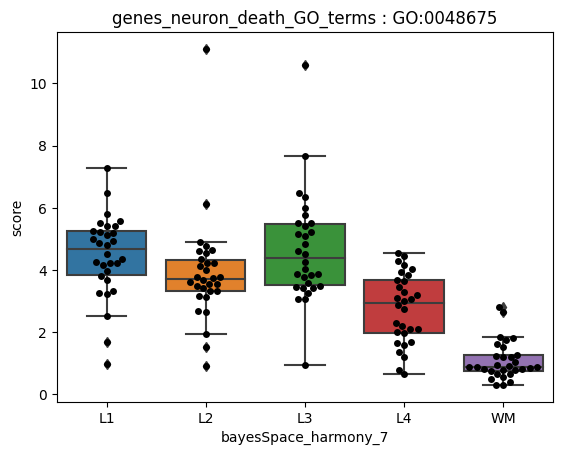 genes_neuron_death_GO_terms : GO:0048675
10
8
6
4
2
0
score
L1 L2 L3 L4 WM
bayesSpace_harmony_7